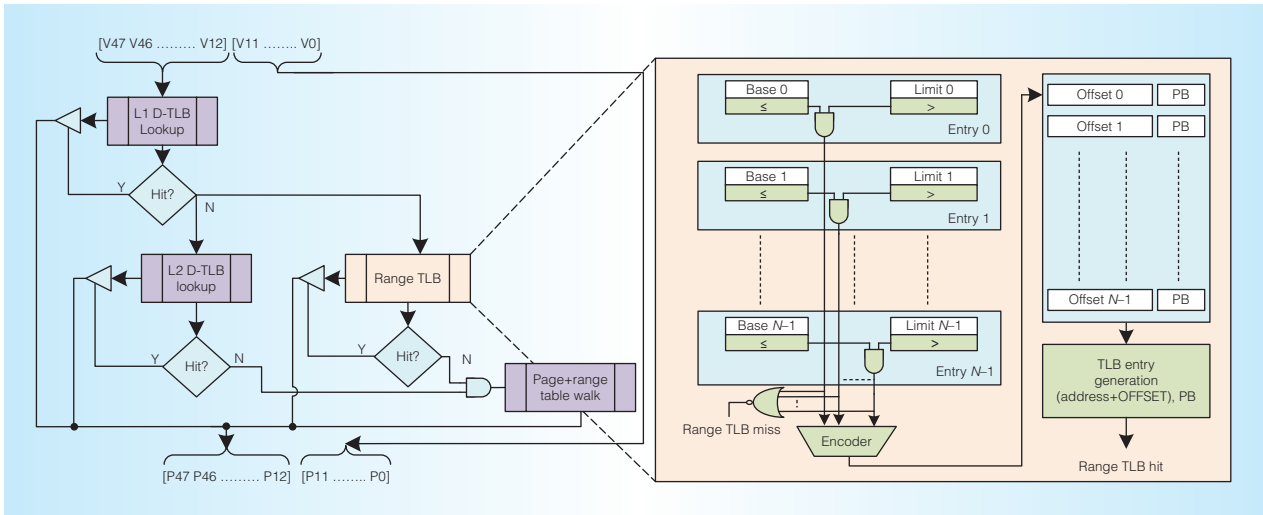 [V47 V46 ......... V12] [V11 ........ V0]
L1 D-TLB
Lookup
Y
Hit?
N
L2 D-TLB
lookup
Range TLB
Y
Hit?
N
Y
Hit?
N
Page+range
table walk
[P47 P46 ......... P12] [P11 ........ P0]
Base 0
≤
Limit 0
>
Entry 0
Base 1
≤
Limit 1
>
Entry 1
Base N–1
≤
Limit N–1
>
Entry N–1
Range TLB miss
Encoder
Offset 0
PB
Offset 1
PB
Offset N–1
PB
TLB entry
generation
(address+OFFSET), PB
Range TLB hit